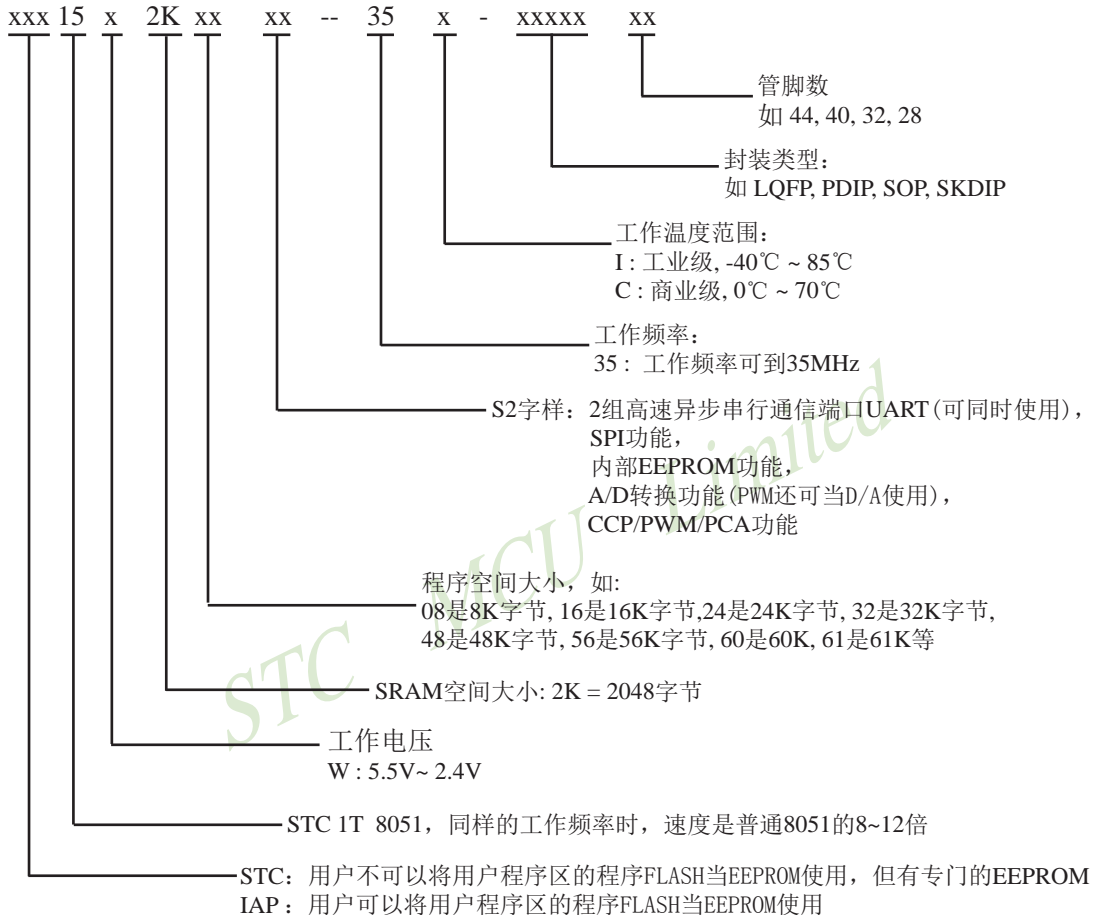 xxx 15 x 2K xx xx -- 35 x - xxxxx xx
管脚数
如 44, 40, 32, 28
封装类型：
如 LQFP, PDIP, SOP, SKDIP
工作温度范围：
I : 工业级, -40℃ ~ 85℃
C : 商业级, 0℃ ~ 70℃
工作频率：
35 : 工作频率可到35MHz
S2字样：2组高速异步串行通信端口UART(可同时使用)，
SPI功能，
内部EEPROM功能，
A/D转换功能(PWM还可当D/A使用)，
CCP/PWM/PCA功能
程序空间大小，如:
08是8K字节, 16是16K字节,24是24K字节, 32是32K字节,
48是48K字节, 56是56K字节, 60是60K, 61是61K等
SRAM空间大小: 2K = 2048字节
工作电压
W : 5.5V~ 2.4V
STC 1T 8051，同样的工作频率时，速度是普通8051的8~12倍
STC：用户不可以将用户程序区的程序FLASH当EEPROM使用，但有专门的EEPROM
IAP：用户可以将用户程序区的程序FLASH当EEPROM使用
STC MCU Limited